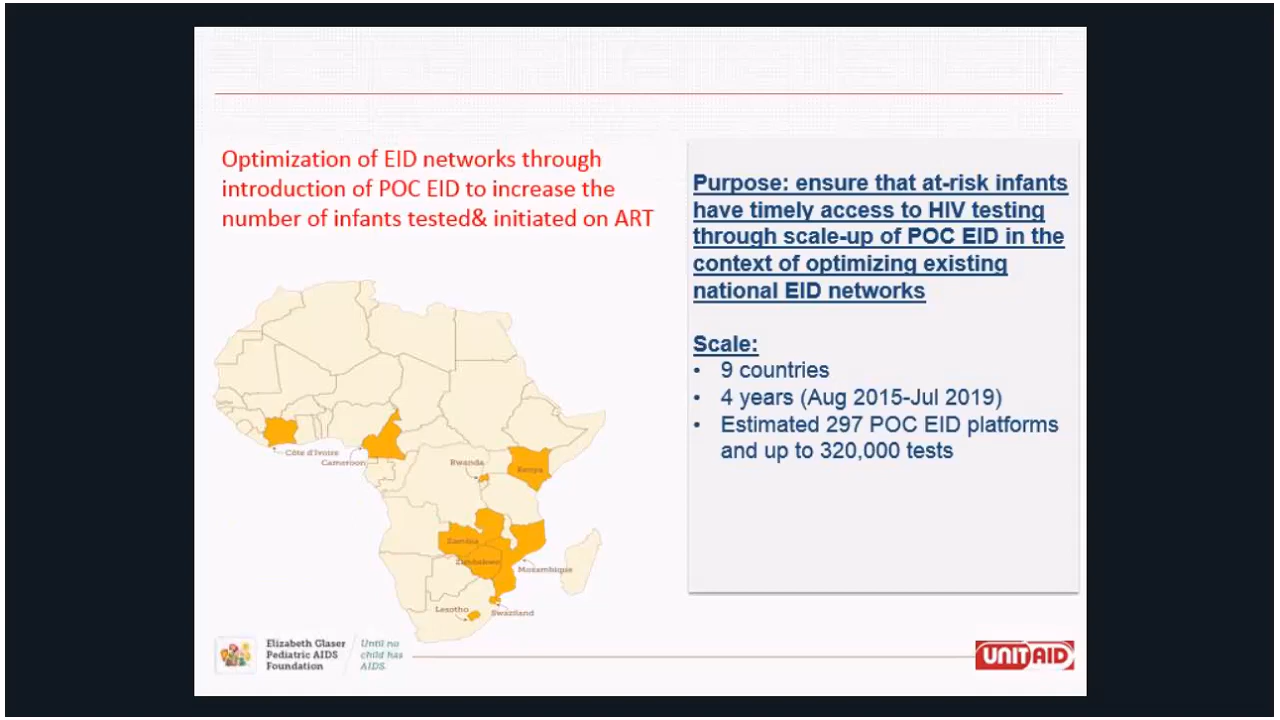 Optimization of EID networks through
introduction of POC EID to increase the
number of infants tested& initiated on ART
Purpose: ensure that at-risk infants
have timely access to HIV testing
through scale-up of POC EID in the
context of optimizing existing
national EID networks
Scale:
• 9 countries
• 4 years (Aug 2015-Jul 2019)
• Estimated 297 POC EID platforms
and up to 320,000 tests
Côte d'Ivoire
Cameroon
Rwanda
Kenya
Zambia
Zimbabwe
Mozambique
Lesotho
Swaziland
Elizabeth Glaser
Pediatric AIDS
Foundation
Until no
child has
AIDS
UNITAID